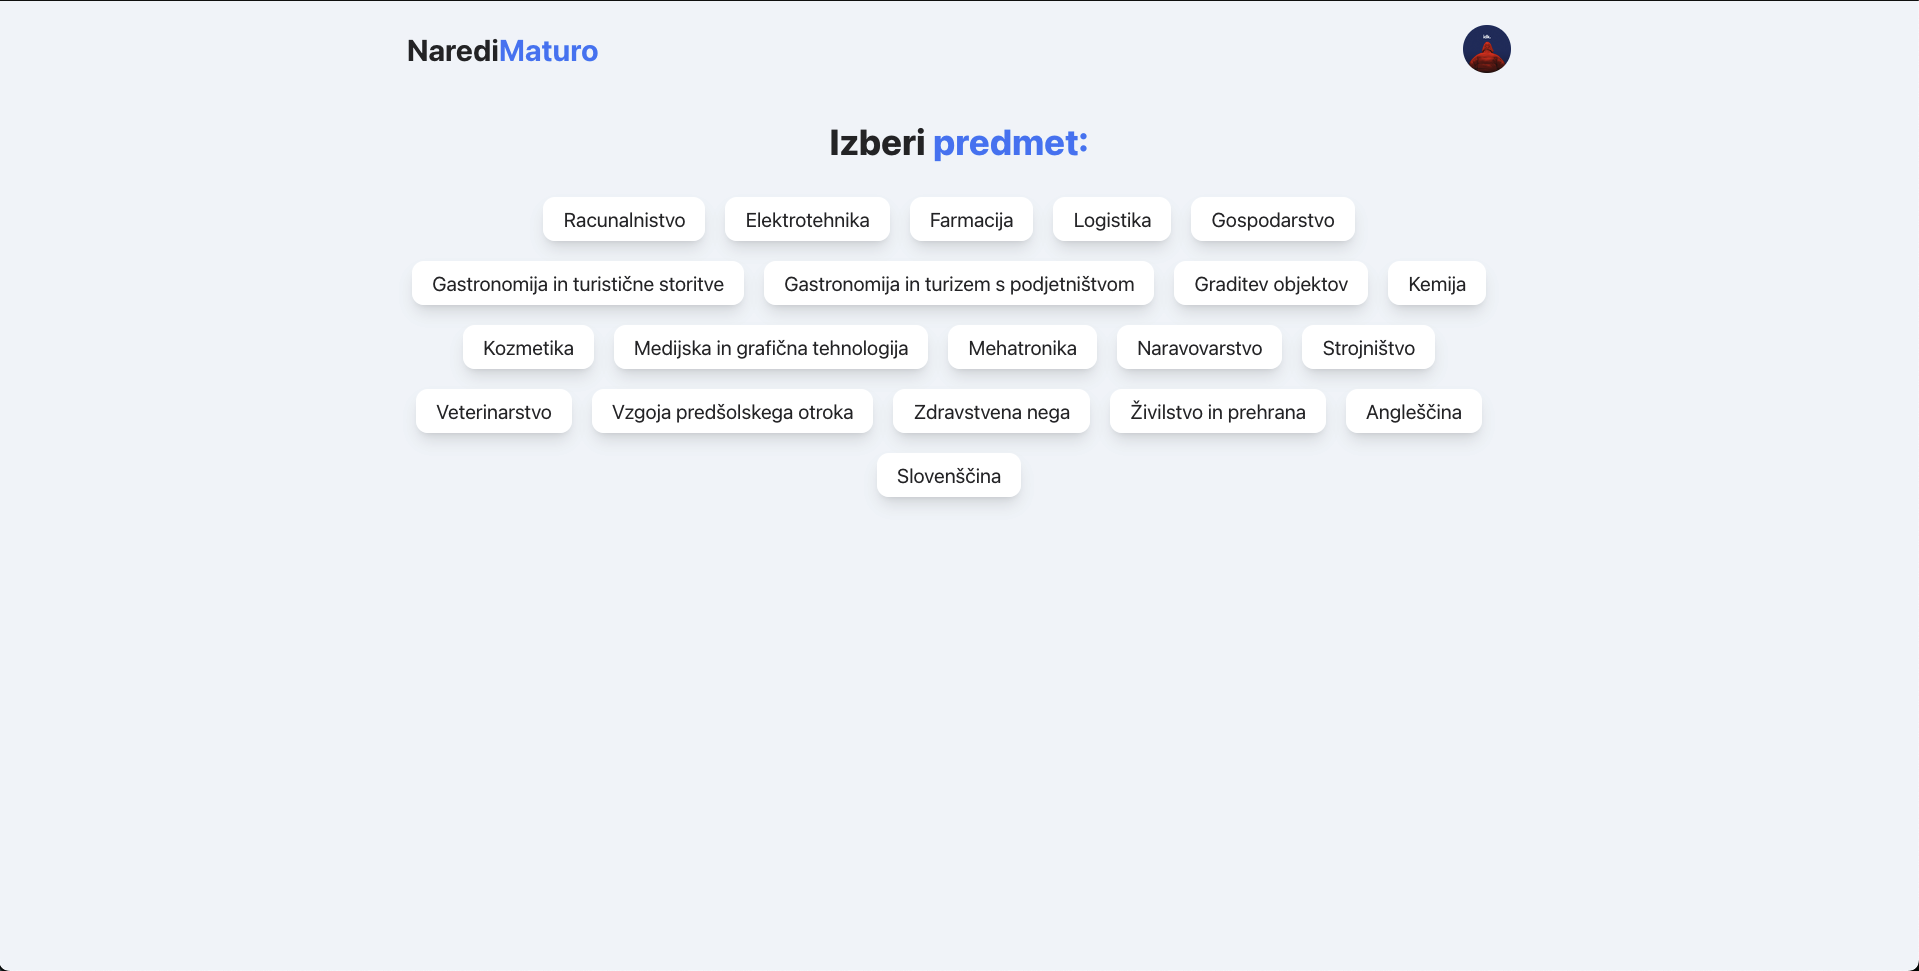 NarediMaturo
Izberi predmet:
Racunalnistvo Elektrotehnika Farmacija Logistika Gospodarstvo
Gastronomija in turistične storitve Gastronomija in turizem s podjetništvom Graditev objektov Kemija
Kozmetika Medijska in grafična tehnologija Mehatronika Naravovarstvo Strojništvo
Veterinarstvo Vzgoja predšolskega otroka Zdravstvena nega Živilstvo in prehrana Angleščina
Slovenščina